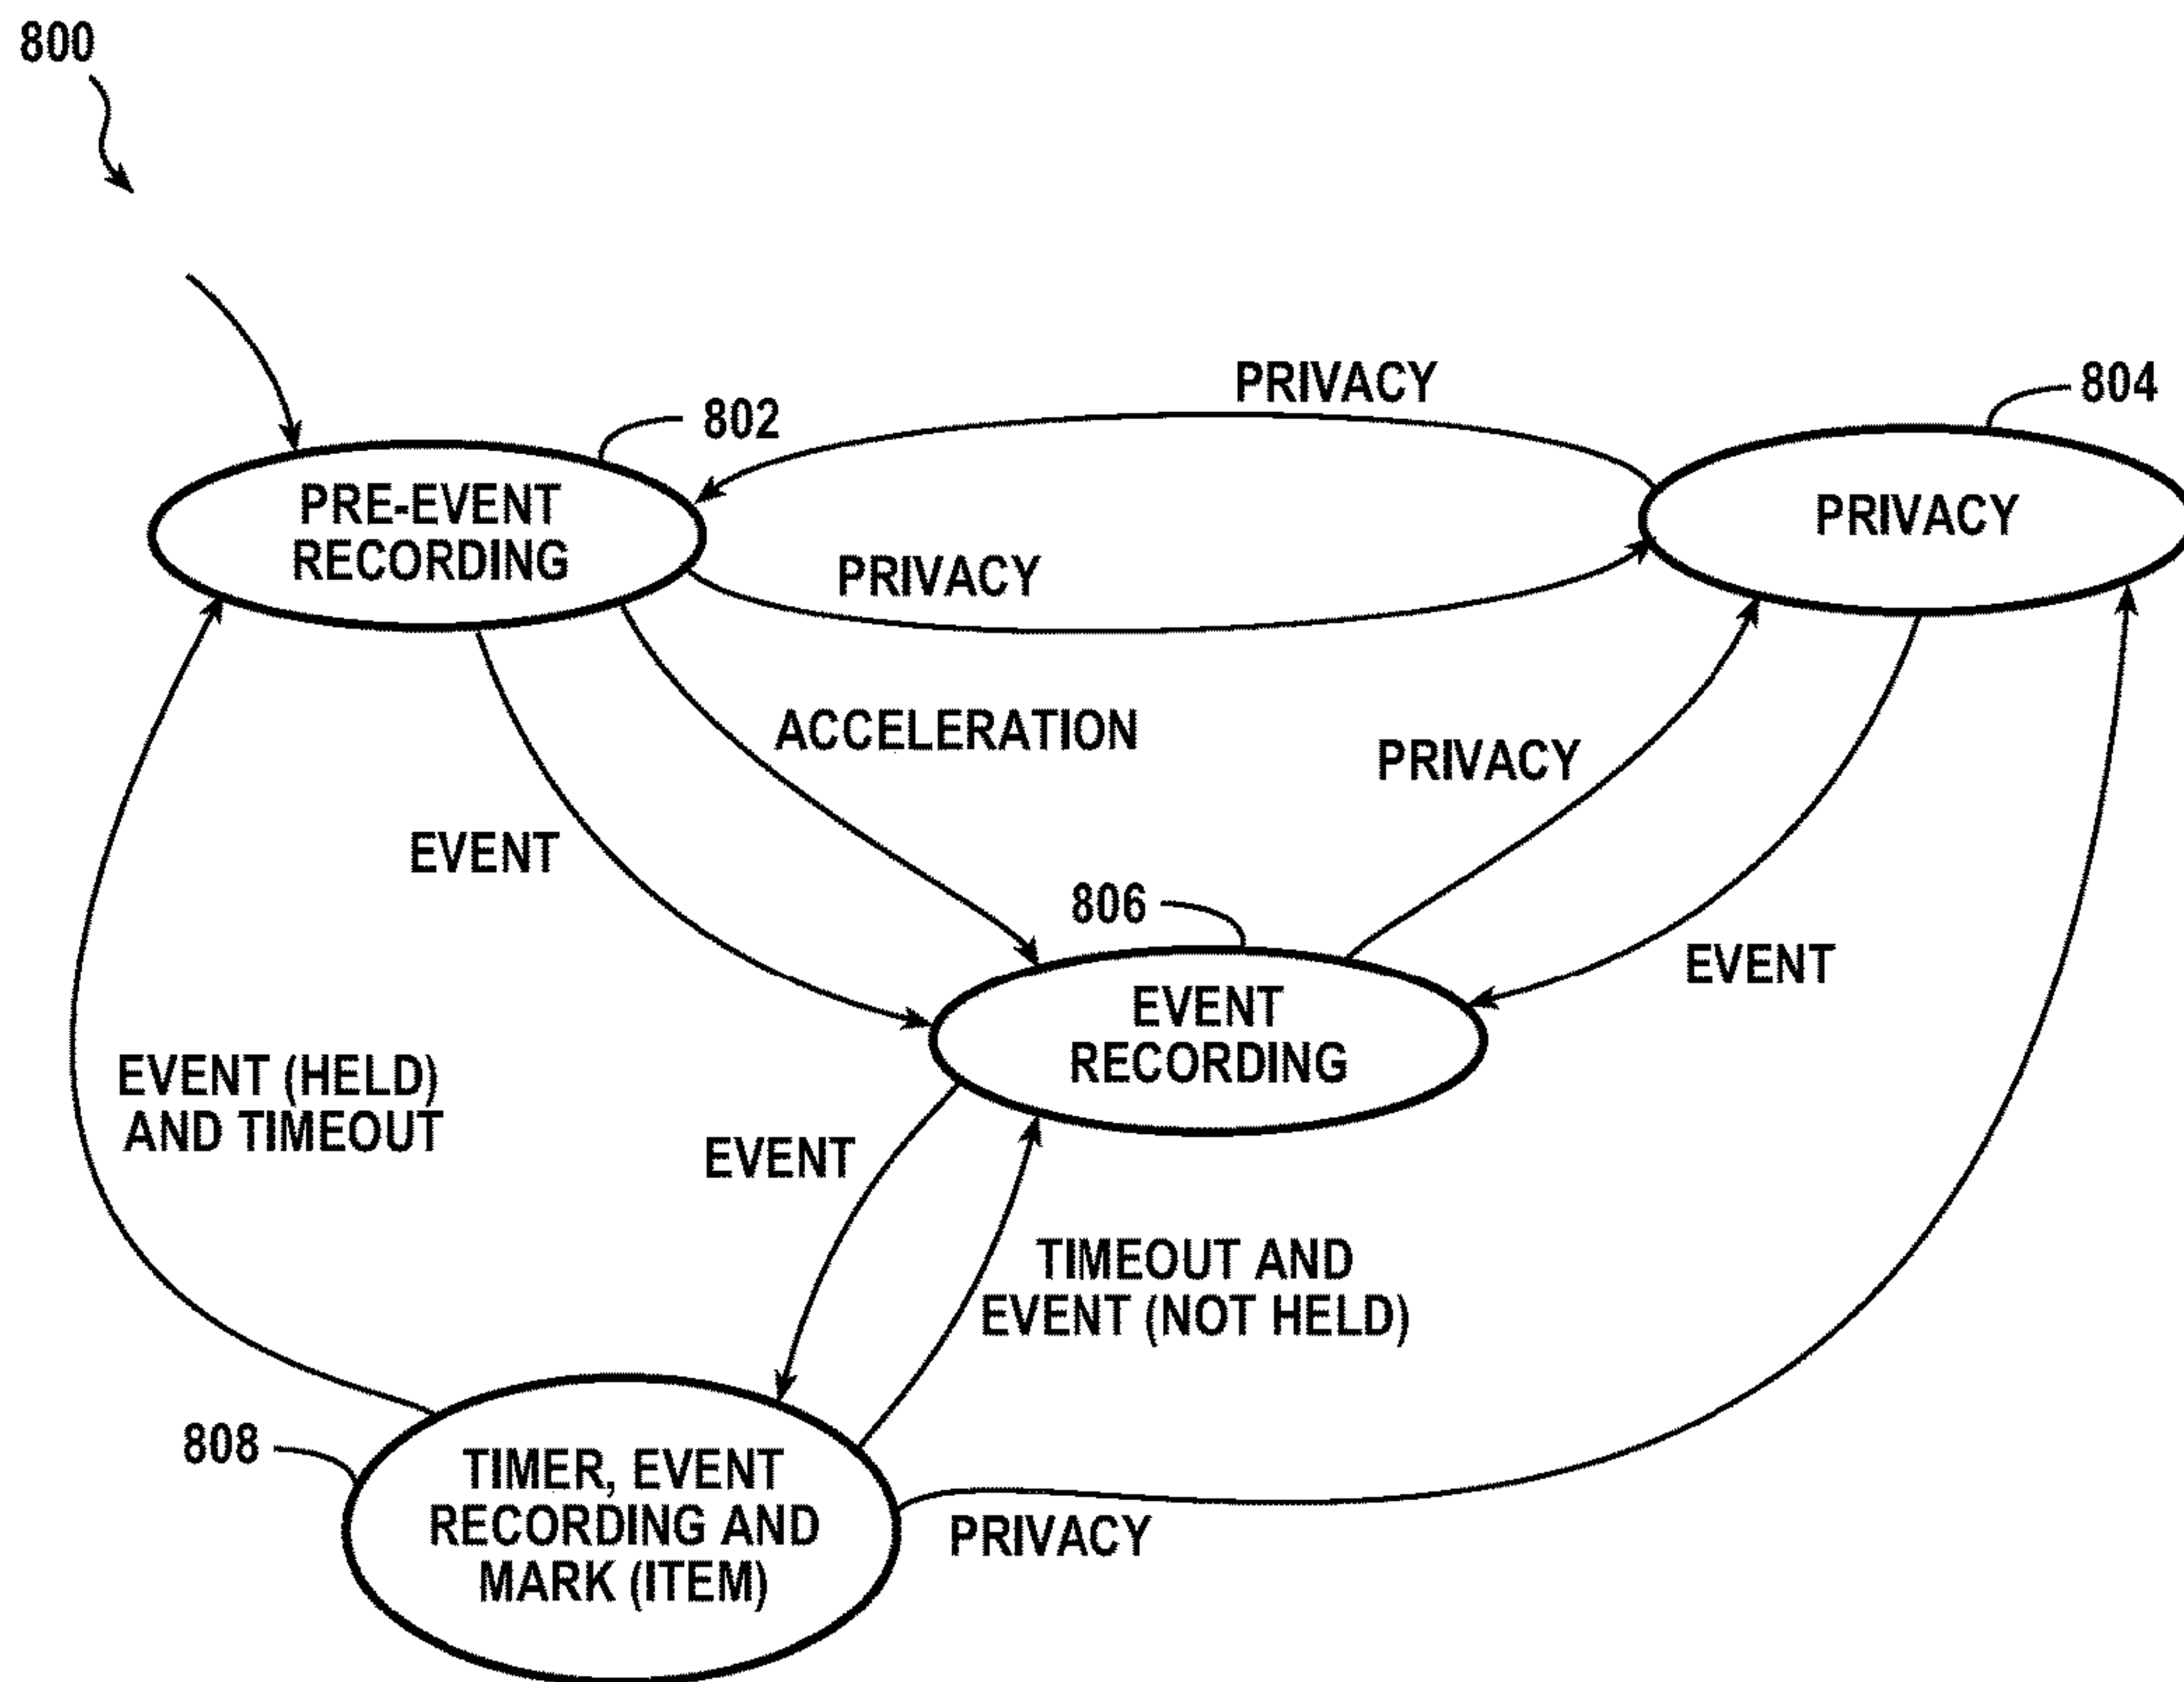 800
PRIVACY
804
802
PRE-EVENT
RECORDING
PRIVACY
PRIVACY
ACCELERATION
PRIVACY
EVENT
806
EVENT
EVENT
RECORDING
EVENT (HELD)
AND TIMEOUT
EVENT
TIMEOUT AND
EVENT (NOT HELD)
808
TIMER, EVENT
RECORDING AND
MARK (ITEM)
PRIVACY